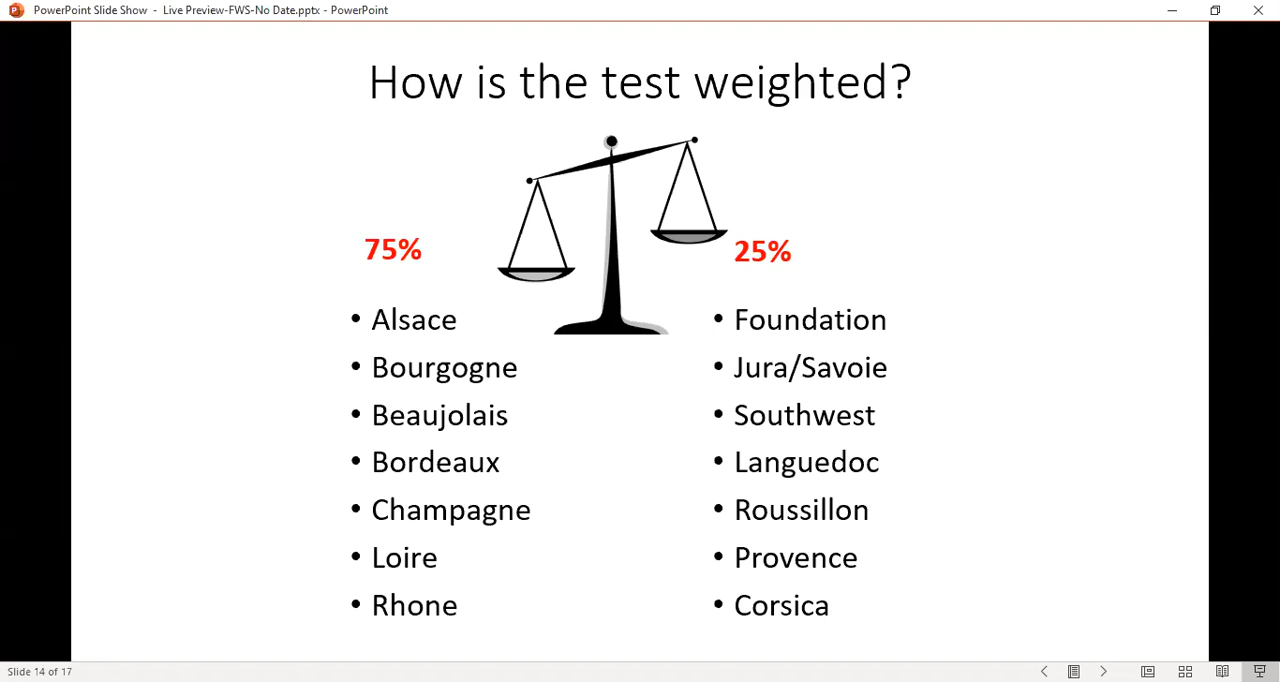 PowerPoint Slide Show - Live Preview-FWS-No Date.pptx - PowerPoint
How is the test weighted?
75%
• Alsace
• Bourgogne
• Beaujolais
• Bordeaux
• Champagne
• Loire
• Rhone
25%
• Foundation
• Jura/Savoie
• Southwest
• Languedoc
• Roussillon
• Provence
• Corsica
Slide 14 of 17